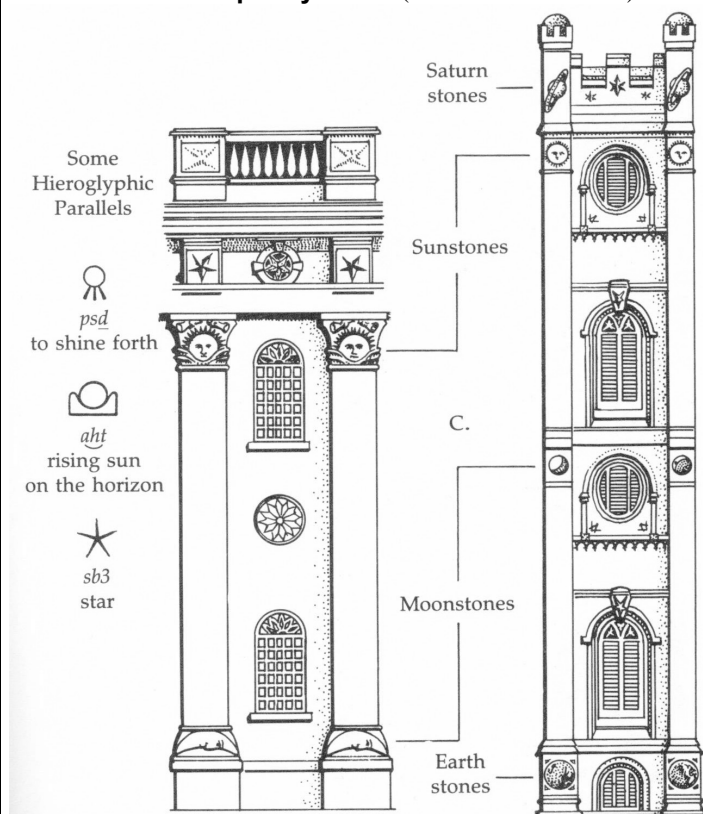 Saturn
stones
Some
Hieroglyphic
Parallels
Sunstones
psḏ
to shine forth
C.
aḫt
rising sun
on the horizon
sb3
star
Moonstones
Earth
stones